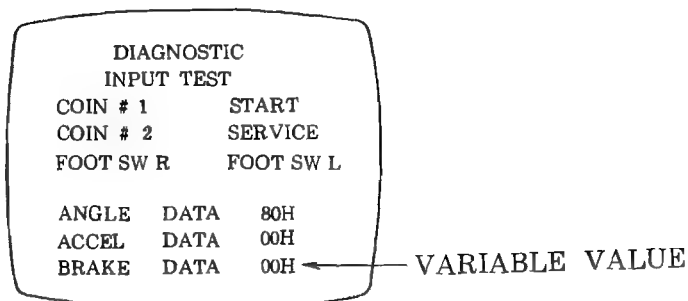 DIAGNOSTIC
INPUT TEST
COIN # 1 START
COIN # 2 SERVICE
FOOT SW R FOOT SW L
ANGLE DATA 80H
ACCEL DATA 00H
BRAKE DATA 00H VARIABLE VALUE